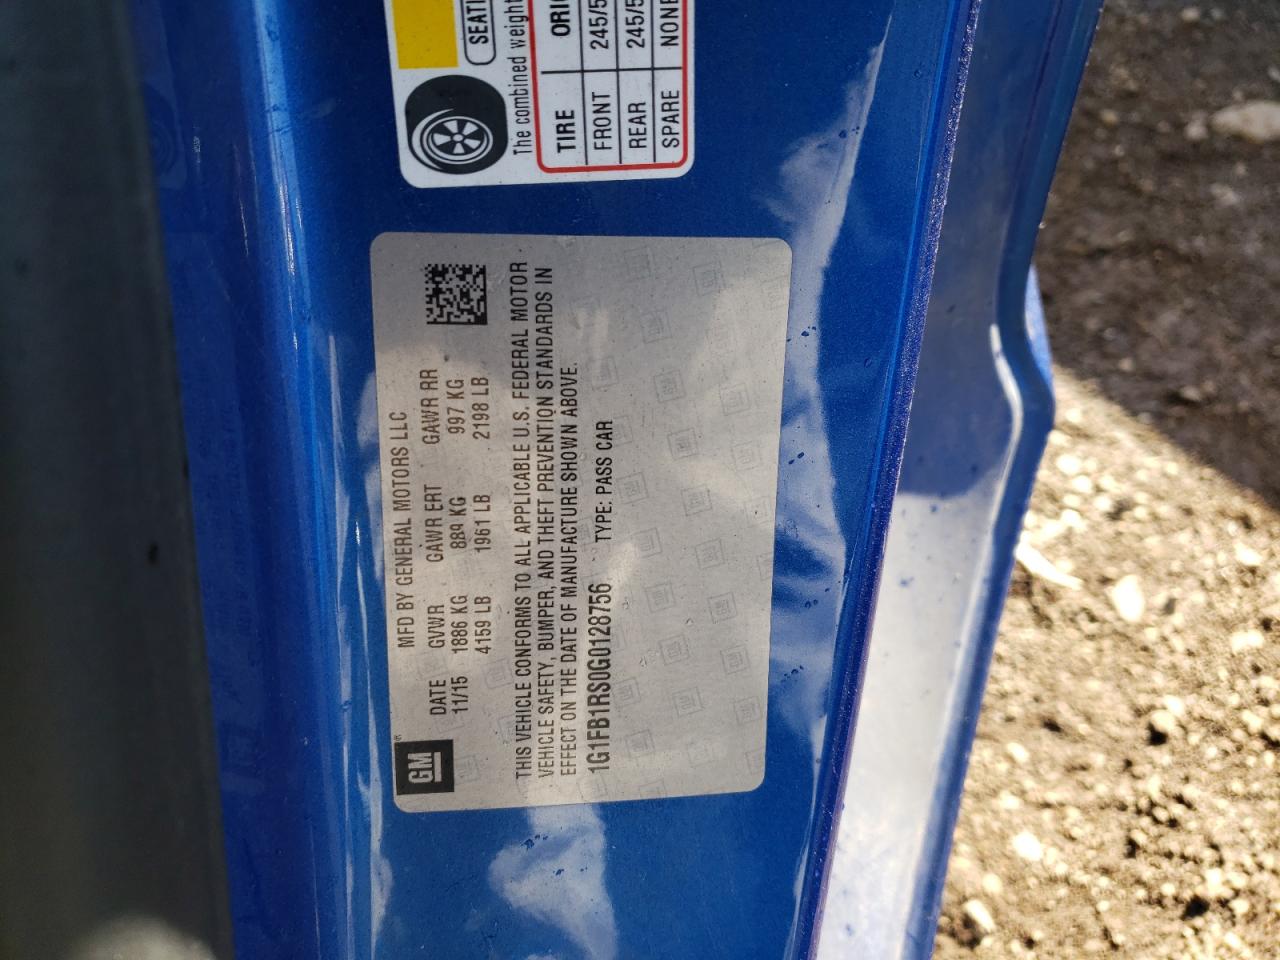 SEATI
The combined weight
TIRE ORI
FRONT 245/5
REAR 245/5
SPARE NONE
GM
MFD BY GENERAL MOTORS LLC
DATE GVWR GAWR FRT GAWR RR
11/15 1886 KG 889 KG 997 KG
4159 LB 1961 LB 2198 LB
THIS VEHICLE CONFORMS TO ALL APPLICABLE U.S. FEDERAL MOTOR
VEHICLE SAFETY, BUMPER, AND THEFT PREVENTION STANDARDS IN
EFFECT ON THE DATE OF MANUFACTURE SHOWN ABOVE.
1G1FB1RS0G0128756 TYPE: PASS CAR